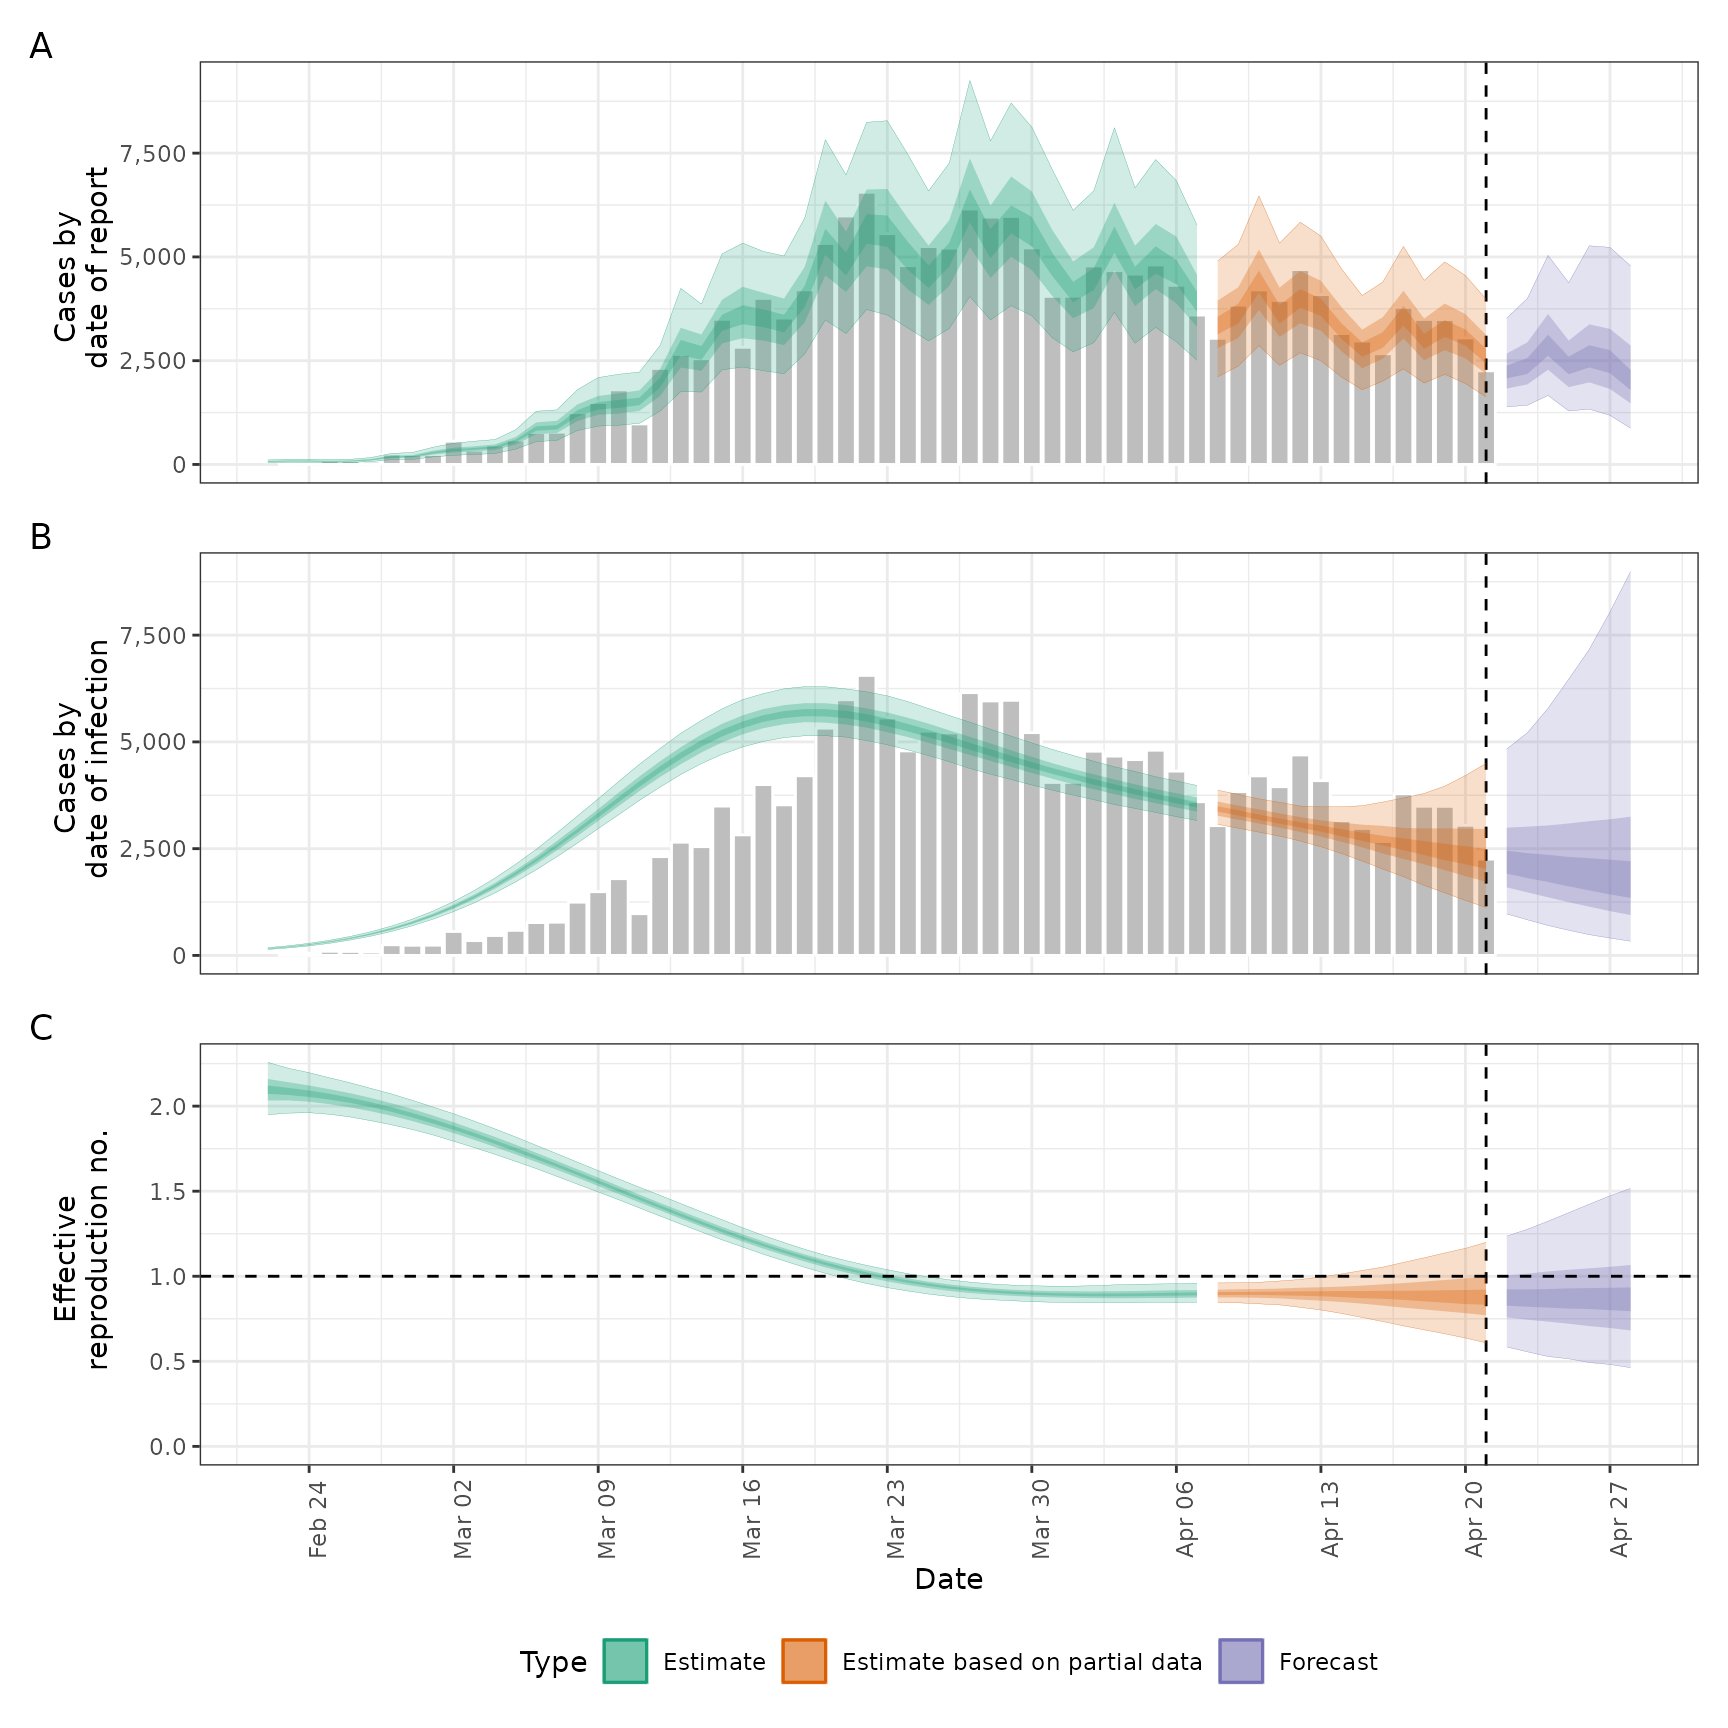 A
Cases by
date of report
7,500
5,000
2,500
0
B
Cases by
date of infection
7,500
5,000
2,500
0
C
Effective
reproduction no.
2.0
1.5
1.0
0.5
0.0
Feb 24
Mar 02
Mar 09
Mar 16
Mar 23
Mar 30
Apr 06
Apr 13
Apr 20
Apr 27
Date
Type
Estimate
Estimate based on partial data
Forecast